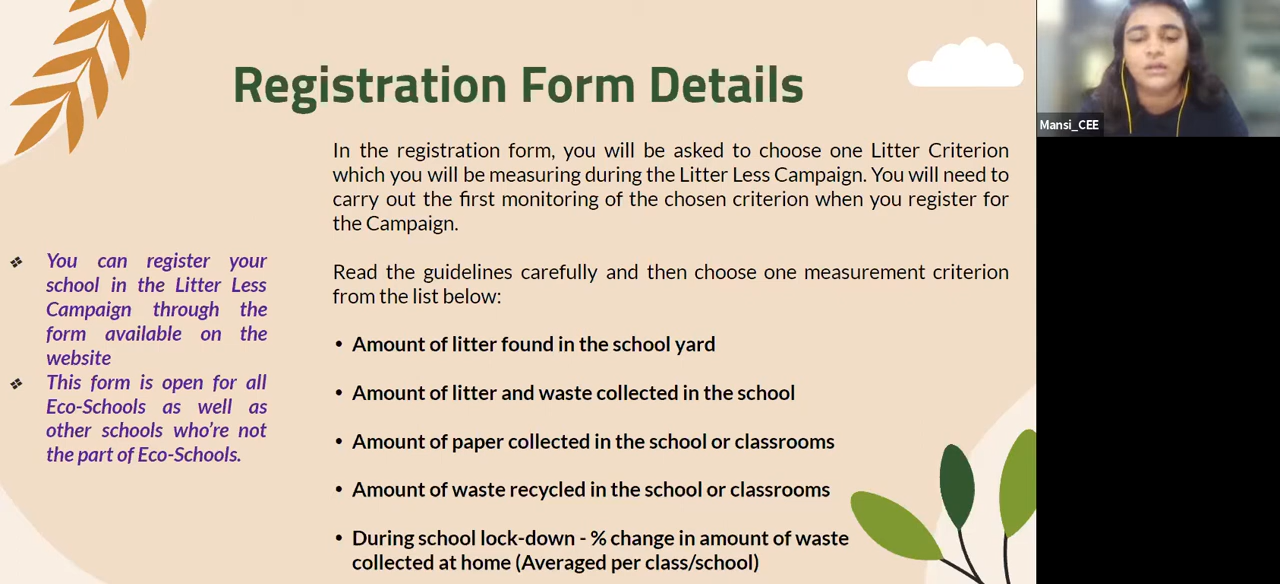 Registration Form Details
In the registration form, you will be asked to choose one Litter Criterion
which you will be measuring during the Litter Less Campaign. You will need to
carry out the first monitoring of the chosen criterion when you register for
the Campaign.
Read the guidelines carefully and then choose one measurement criterion
from the list below:
• Amount of litter found in the school yard
• Amount of litter and waste collected in the school
• Amount of paper collected in the school or classrooms
• Amount of waste recycled in the school or classrooms
• During school lock-down - % change in amount of waste
collected at home (Averaged per class/school)
❖ You can register your
school in the Litter Less
Campaign through the
form available on the
website
❖ This form is open for all
Eco-Schools as well as
other schools who're not
the part of Eco-Schools.
Mansi_CEE